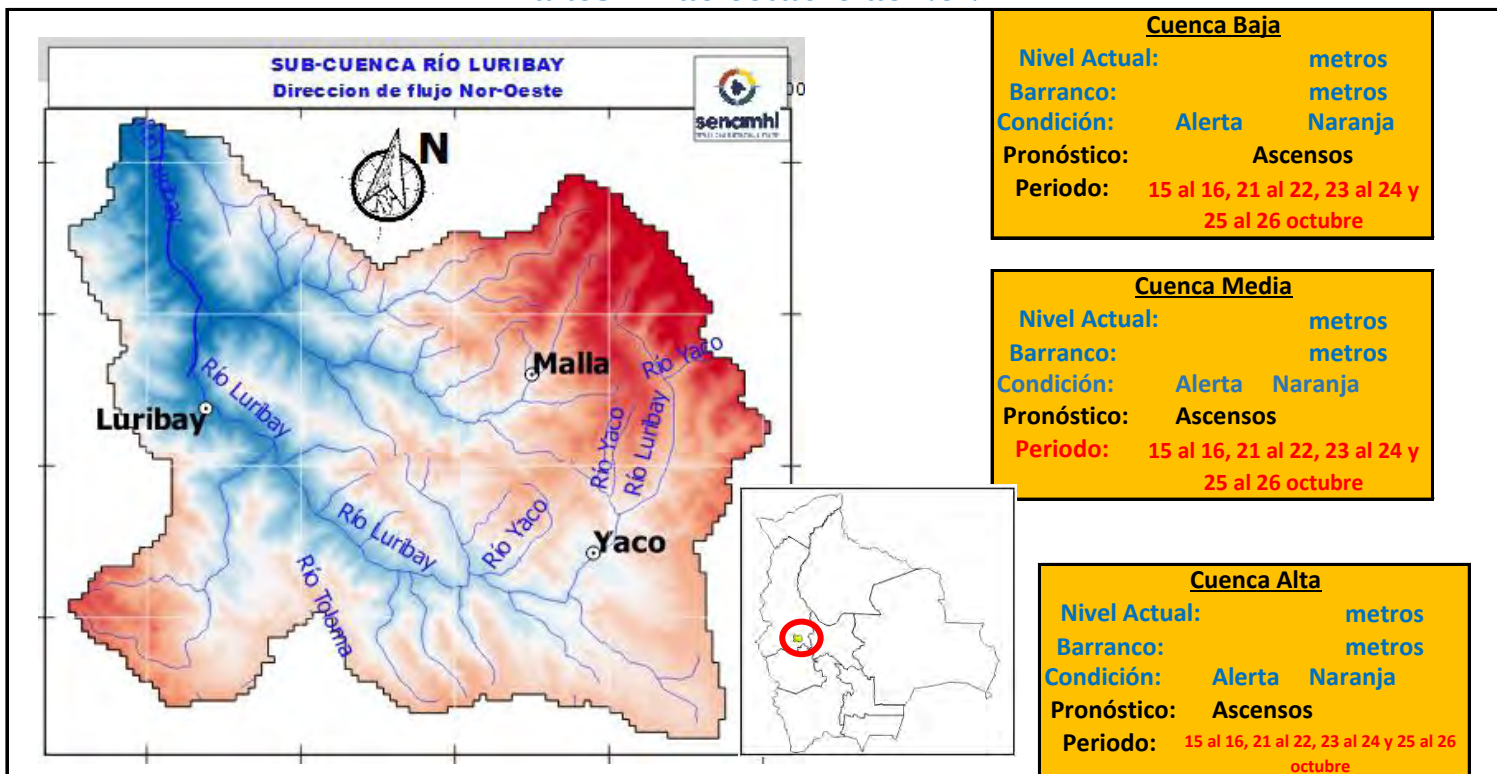 SUB-CUENCA RÍO LURIBAY
Direccion de flujo Nor-Oeste
senamhi
00
N
Río Luribay
Malla
Río Yaco
Luribay
Río Luribay
Río Yaco
Río Luribay
Río Luribay
Río Yaco
Yaco
Río Tolama
Cuenca Baja
Nivel Actual: metros
Barranco: metros
Condición: Alerta Naranja
Pronóstico: Ascensos
Periodo: 15 al 16, 21 al 22, 23 al 24 y
25 al 26 octubre
Cuenca Media
Nivel Actual: metros
Barranco: metros
Condición: Alerta Naranja
Pronóstico: Ascensos
Periodo: 15 al 16, 21 al 22, 23 al 24 y
25 al 26 octubre
Cuenca Alta
Nivel Actual: metros
Barranco: metros
Condición: Alerta Naranja
Pronóstico: Ascensos
Periodo: 15 al 16, 21 al 22, 23 al 24 y 25 al 26
octubre